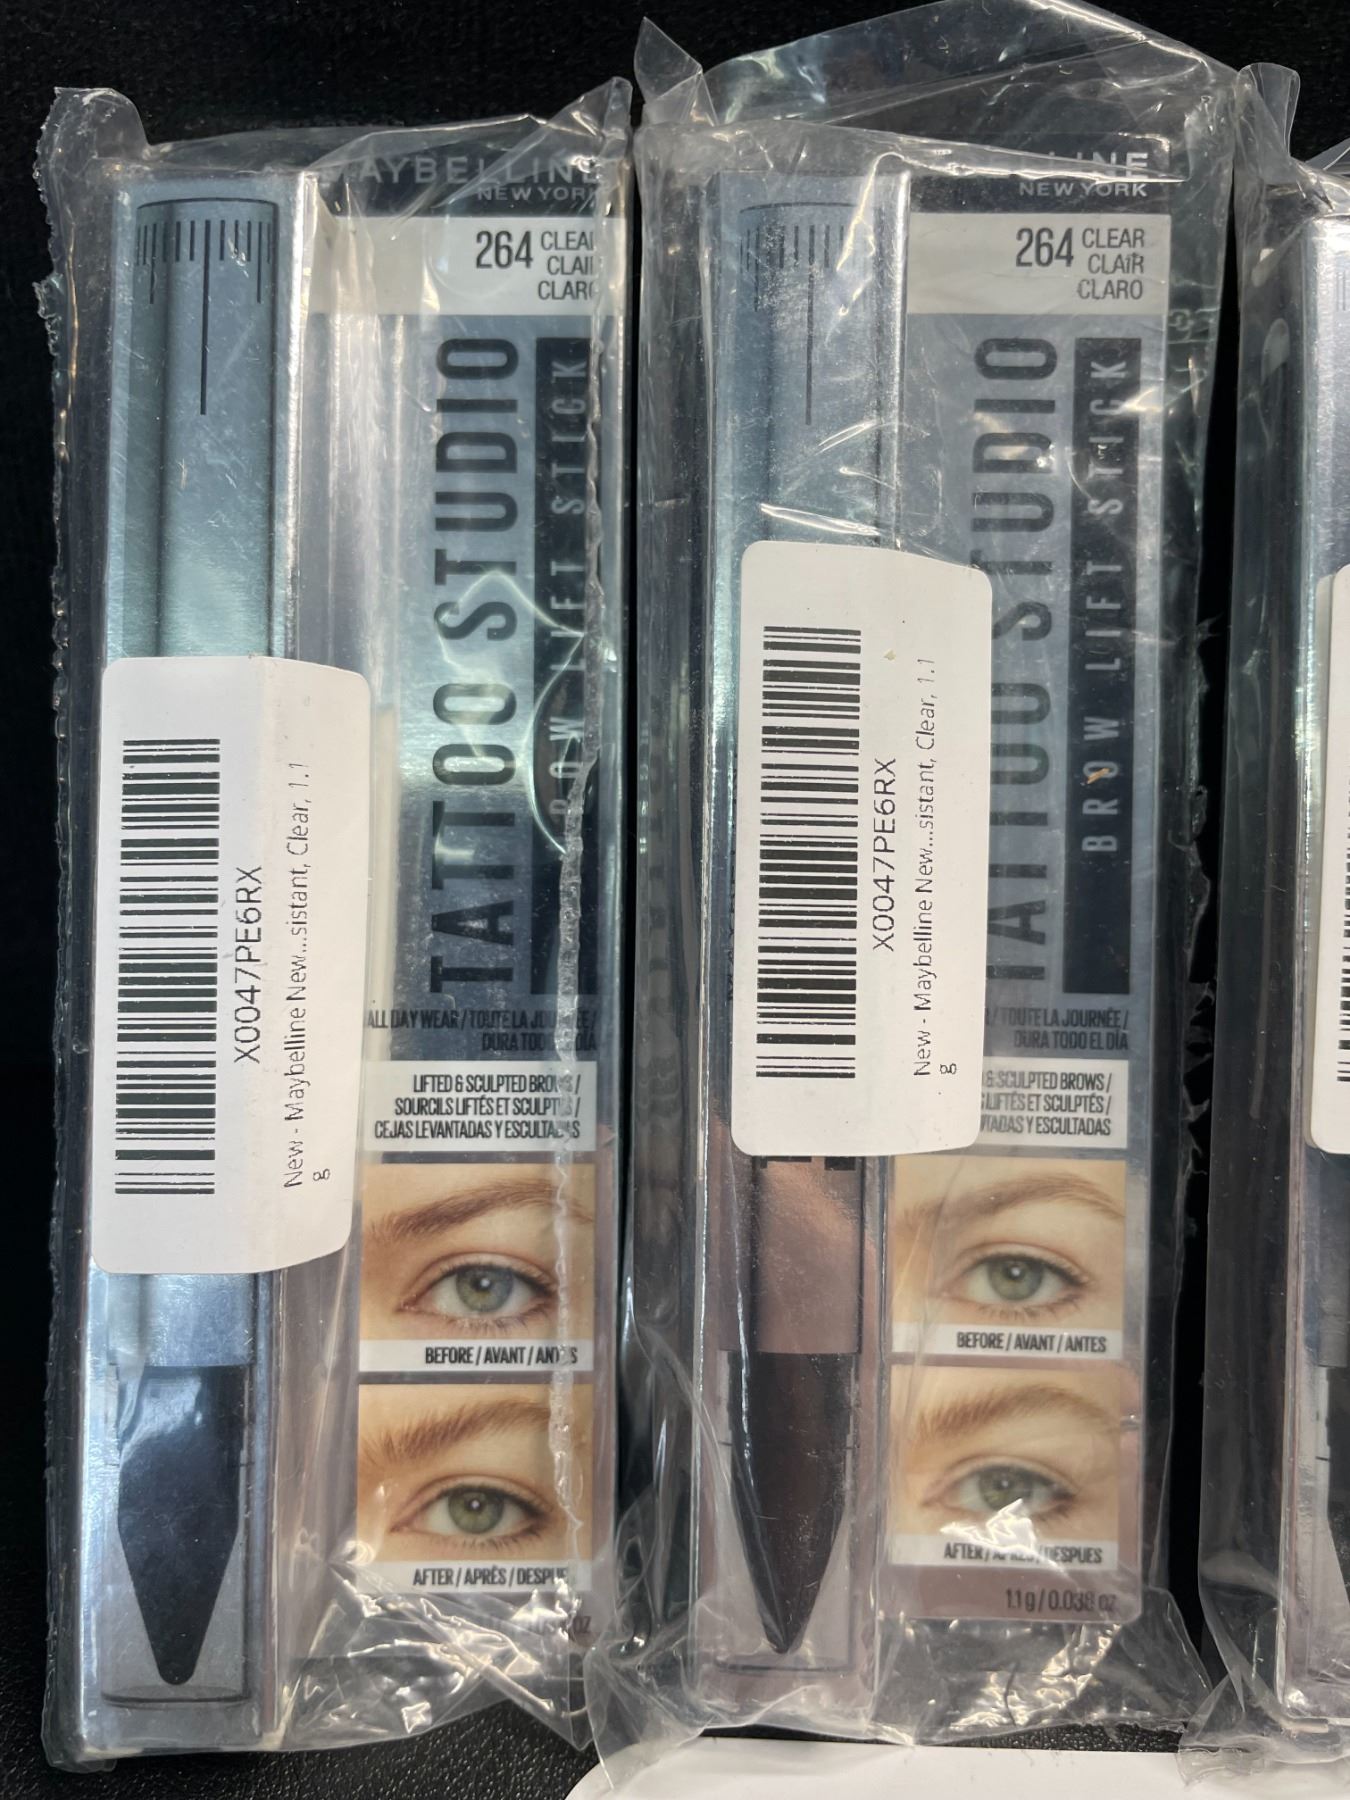 NEW YORK
264 CLEAR
CLAIR
CLARO
TATTOO STUDIO
BROW LIFT STICK
X0047PE6RX
New - Maybelline New...sistant, Clear, 1.1
g
ALL DAY WEAR / TOUTE LA JOURNÉE /
DURA TODO EL DÍA
LIFTED & SCULPTED BROWS /
SOURCILS LIFTÉS ET SCULPTÉS /
CEJAS LEVANTADAS Y ESCULTADAS
BEFORE / AVANT / ANTES
AFTER / APRÈS / DESPUES
NEW YORK
264 CLEAR
CLAIR
CLARO
TATTOO STUDIO
BROW LIFT STICK
X0047PE6RX
New - Maybelline New...sistant, Clear, 1.1
g
/ TOUTE LA JOURNÉE /
DURA TODO EL DÍA
& SCULPTED BROWS /
LIFTÉS ET SCULPTÉS /
Y ESCULTADAS
BEFORE / AVANT / ANTES
AFTER / APRÈS / DESPUES
1.1 g / 0.038 oz